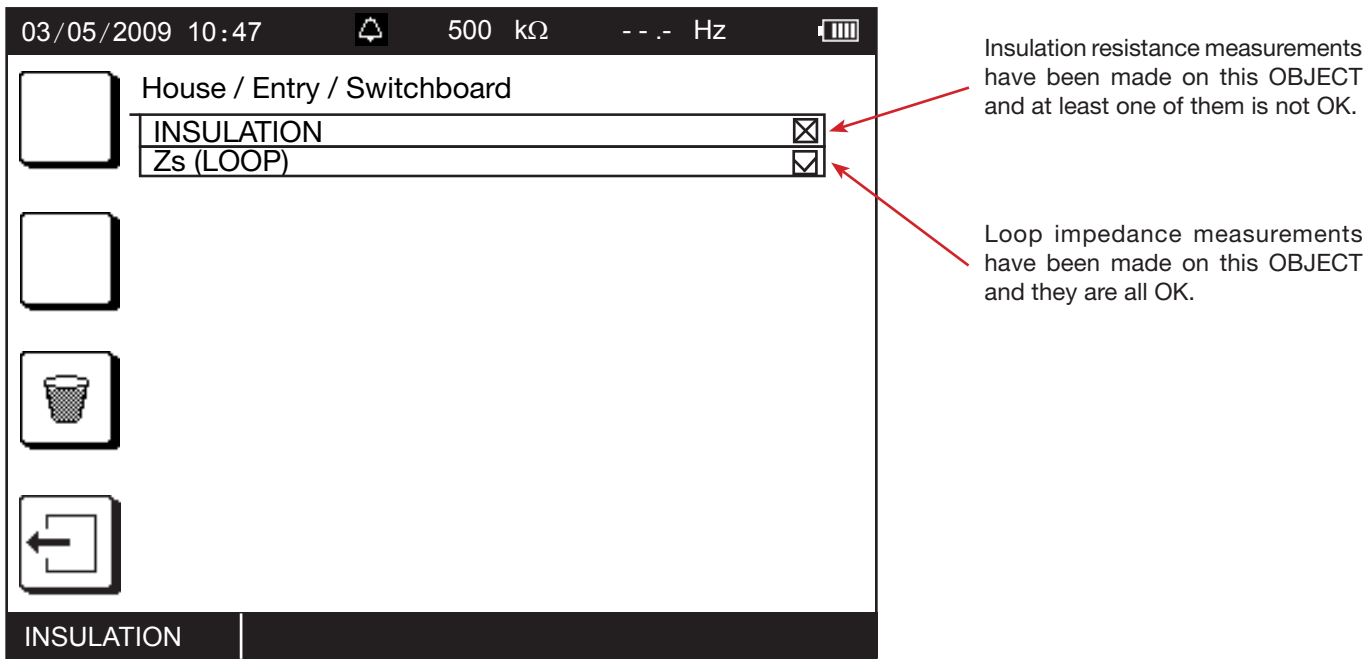 03/05/2009 10:47 500 kΩ - - .- Hz
House / Entry / Switchboard
INSULATION
Zs (LOOP)
INSULATION
Insulation resistance measurements
have been made on this OBJECT
and at least one of them is not OK.
Loop impedance measurements
have been made on this OBJECT
and they are all OK.